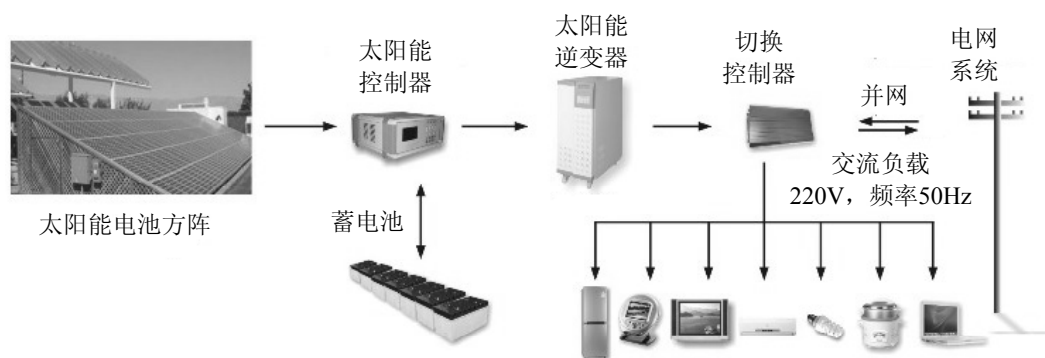 太阳能电池方阵
太阳能
控制器
蓄电池
太阳能
逆变器
切换
控制器
并网
交流负载
220V，频率50Hz
电网
系统